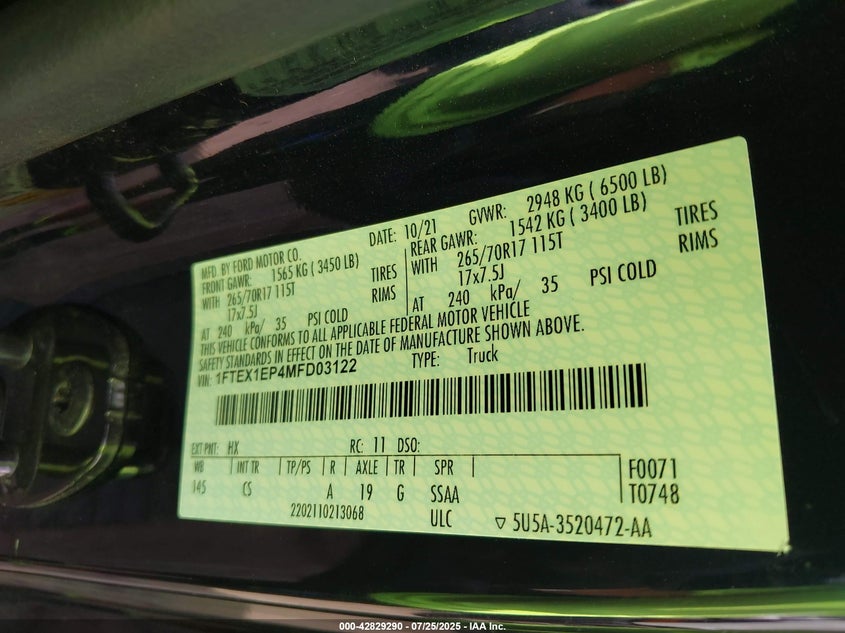 MFD. BY FORD MOTOR CO. DATE: 10/21 GVWR: 2948 KG ( 6500 LB)
FRONT GAWR: 1565 KG ( 3450 LB) REAR GAWR: 1542 KG ( 3400 LB)
WITH 265/70R17 115T TIRES WITH 265/70R17 115T TIRES
17x7.5J RIMS 17x7.5J RIMS
AT 240 kPa/ 35 PSI COLD AT 240 kPa/ 35 PSI COLD
THIS VEHICLE CONFORMS TO ALL APPLICABLE FEDERAL MOTOR VEHICLE
SAFETY STANDARDS IN EFFECT ON THE DATE OF MANUFACTURE SHOWN ABOVE.
VIN: 1FTEX1EP4MFD03122 TYPE: Truck
EXT PNT: HX RC: 11 DSO:
WB INT TR TP/PS R AXLE TR SPR F0071
145 CS A 19 G SSAA T0748
2202110213068 ULC ▽ 5U5A-3520472-AA
000-42829290 - 07/25/2025 - IAA Inc.